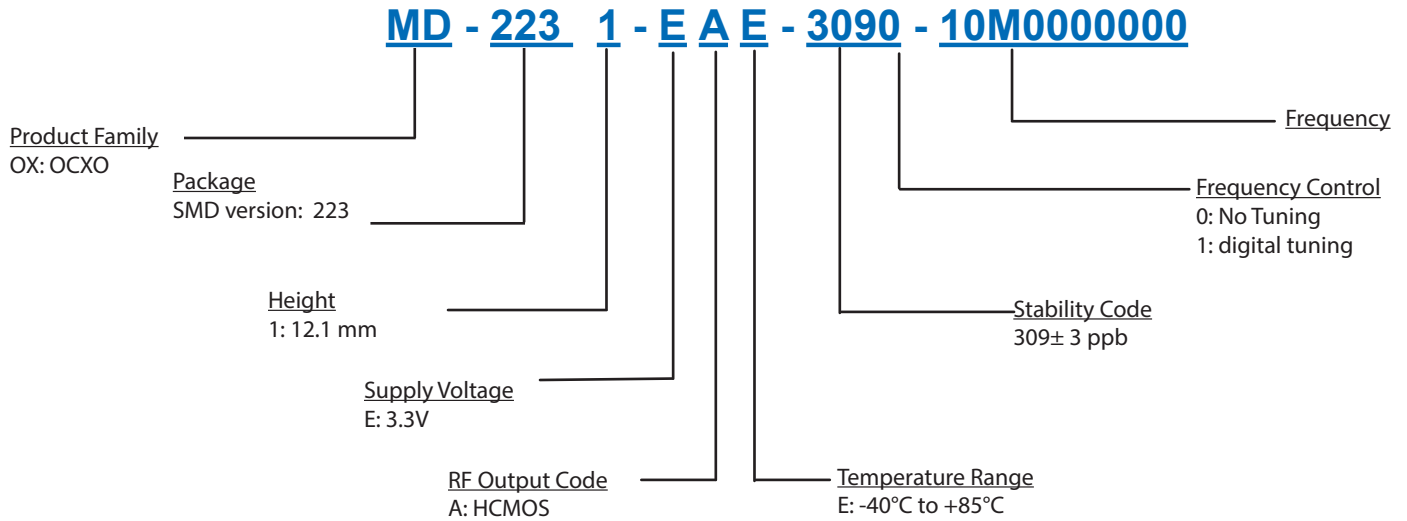 MD - 223 1 - E A E - 3090 - 10M0000000
Product Family
OX: OCXO
Package
SMD version: 223
Height
1: 12.1 mm
Supply Voltage
E: 3.3V
RF Output Code
A: HCMOS
Temperature Range
E: -40°C to +85°C
Stability Code
309± 3 ppb
Frequency Control
0: No Tuning
1: digital tuning
Frequency